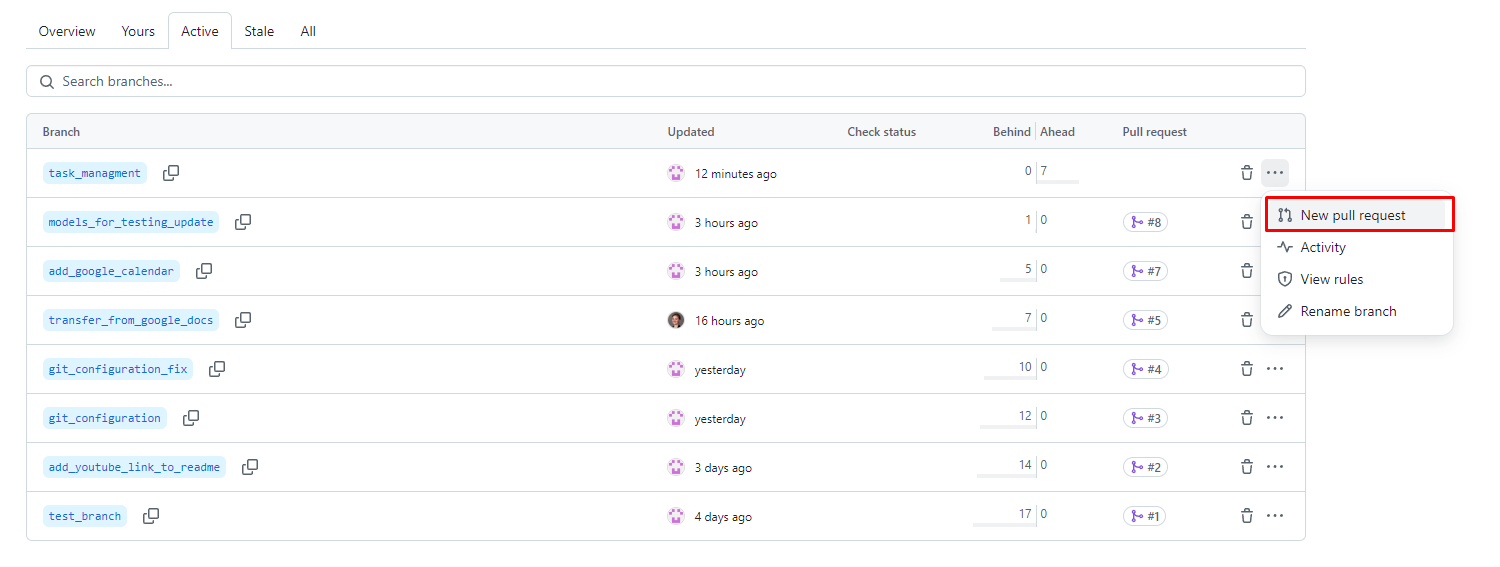 Overview Yours Active Stale All
Search branches...
Branch Updated Check status Behind Ahead Pull request
task_managment 12 minutes ago 0 7
models_for_testing_update 3 hours ago 1 0 #8
New pull request
add_google_calendar 3 hours ago 5 0 #7
Activity
View rules
transfer_from_google_docs 16 hours ago 7 0 #5
Rename branch
git_configuration_fix yesterday 10 0 #4
git_configuration yesterday 12 0 #3
add_youtube_link_to_readme 3 days ago 14 0 #2
test_branch 4 days ago 17 0 #1